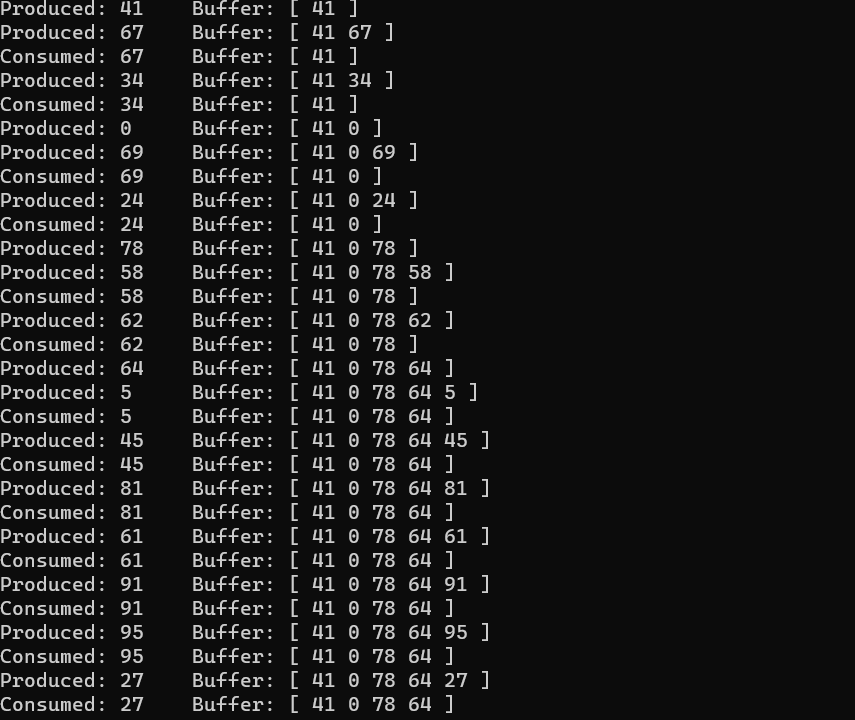 Produced: 41    Buffer: [ 41 ]
Produced: 67    Buffer: [ 41 67 ]
Consumed: 67    Buffer: [ 41 ]
Produced: 34    Buffer: [ 41 34 ]
Consumed: 34    Buffer: [ 41 ]
Produced: 0     Buffer: [ 41 0 ]
Produced: 69    Buffer: [ 41 0 69 ]
Consumed: 69    Buffer: [ 41 0 ]
Produced: 24    Buffer: [ 41 0 24 ]
Consumed: 24    Buffer: [ 41 0 ]
Produced: 78    Buffer: [ 41 0 78 ]
Produced: 58    Buffer: [ 41 0 78 58 ]
Consumed: 58    Buffer: [ 41 0 78 ]
Produced: 62    Buffer: [ 41 0 78 62 ]
Consumed: 62    Buffer: [ 41 0 78 ]
Produced: 64    Buffer: [ 41 0 78 64 ]
Produced: 5     Buffer: [ 41 0 78 64 5 ]
Consumed: 5     Buffer: [ 41 0 78 64 ]
Produced: 45    Buffer: [ 41 0 78 64 45 ]
Consumed: 45    Buffer: [ 41 0 78 64 ]
Produced: 81    Buffer: [ 41 0 78 64 81 ]
Consumed: 81    Buffer: [ 41 0 78 64 ]
Produced: 61    Buffer: [ 41 0 78 64 61 ]
Consumed: 61    Buffer: [ 41 0 78 64 ]
Produced: 91    Buffer: [ 41 0 78 64 91 ]
Consumed: 91    Buffer: [ 41 0 78 64 ]
Produced: 95    Buffer: [ 41 0 78 64 95 ]
Consumed: 95    Buffer: [ 41 0 78 64 ]
Produced: 27    Buffer: [ 41 0 78 64 27 ]
Consumed: 27    Buffer: [ 41 0 78 64 ]